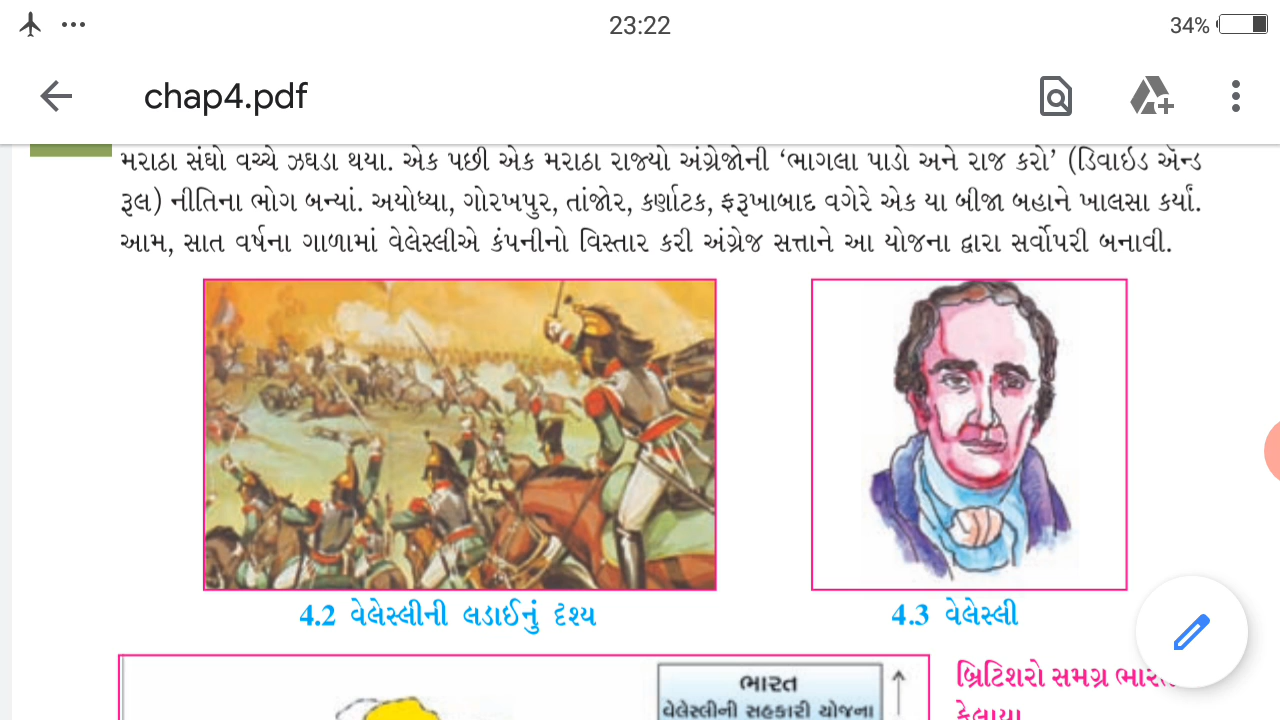 23:22
34%
chap4.pdf
મરાઠા સંઘો વચ્ચે ઝઘડા થયા. એક પછી એક મરાઠા રાજ્યો અંગ્રેજોની ‘ભાગલા પાડો અને રાજ કરો’ (ડિવાઇડ ઍન્ડ
રૂલ) નીતિના ભોગ બન્યાં. અયોધ્યા, ગોરખપુર, તાંજોર, કર્ણાટક, ફરૂખાબાદ વગેરે એક યા બીજા બહાને ખાલસા કર્યાં.
આમ, સાત વર્ષના ગાળામાં વેલેસ્લીએ કંપનીનો વિસ્તાર કરી અંગ્રેજ સત્તાને આ યોજના દ્વારા સર્વોપરી બનાવી.
4.2 વેલેસ્લીની લડાઈનું દૃશ્ય
4.3 વેલેસ્લી
ભારત
વેલેસ્લીની સહકારી યોજના
બ્રિટિશરો સમગ્ર